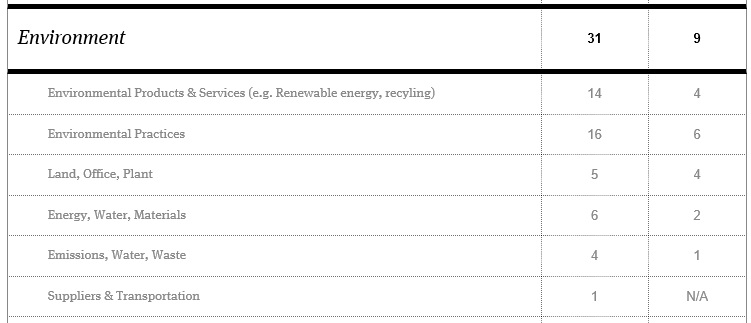 Environment 31 9
Environmental Products & Services (e.g. Renewable energy, recyling) 14 4
Environmental Practices 16 6
Land, Office, Plant 5 4
Energy, Water, Materials 6 2
Emissions, Water, Waste 4 1
Suppliers & Transportation 1 N/A